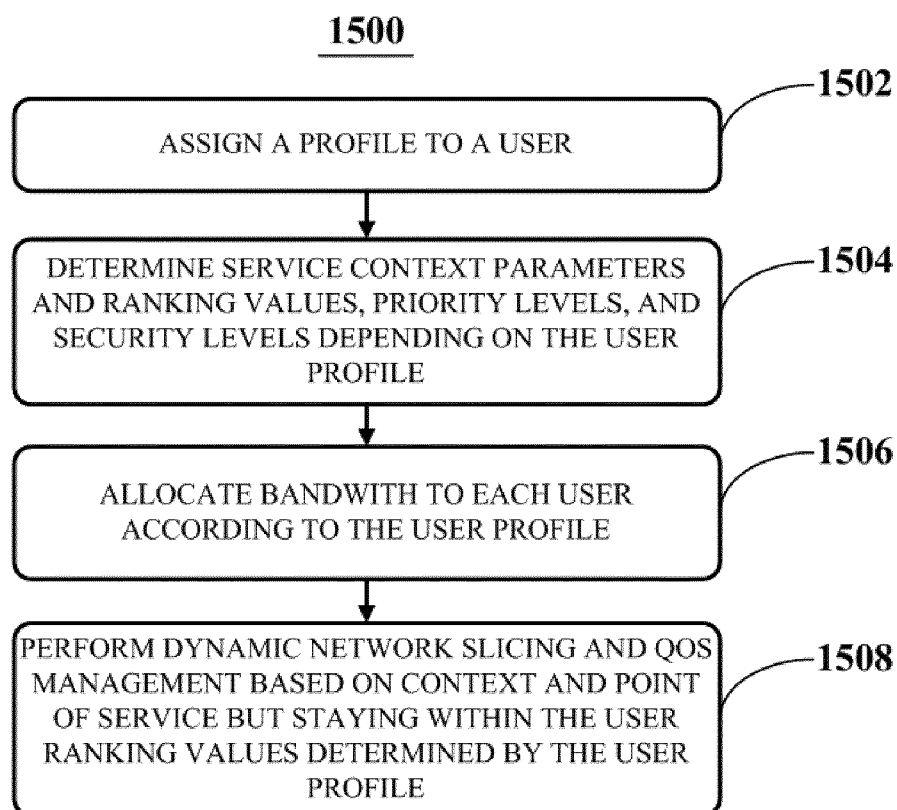 1500
1502
ASSIGN A PROFILE TO A USER
1504
DETERMINE SERVICE CONTEXT PARAMETERS
AND RANKING VALUES, PRIORITY LEVELS, AND
SECURITY LEVELS DEPENDING ON THE USER
PROFILE
1506
ALLOCATE BANDWITH TO EACH USER
ACCORDING TO THE USER PROFILE
1508
PERFORM DYNAMIC NETWORK SLICING AND QOS
MANAGEMENT BASED ON CONTEXT AND POINT
OF SERVICE BUT STAYING WITHIN THE USER
RANKING VALUES DETERMINED BY THE USER
PROFILE